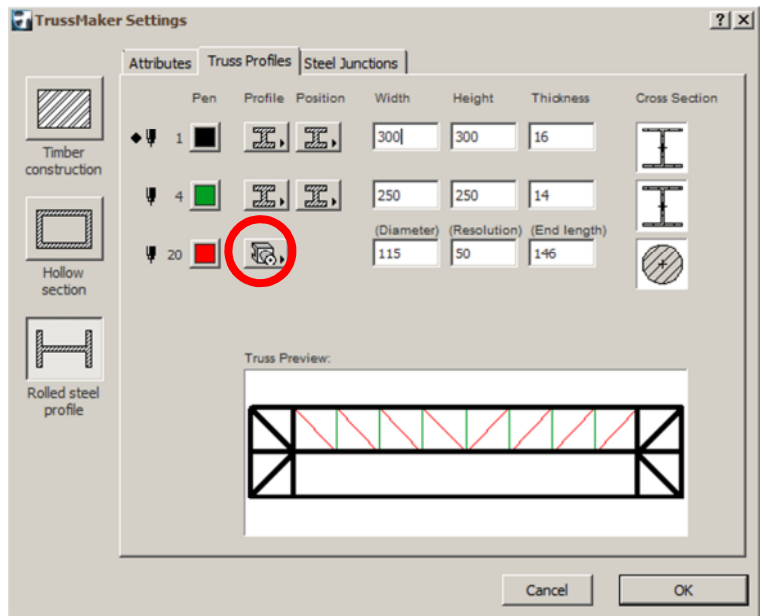 TrussMaker Settings
Attributes Truss Profiles Steel Junctions
Pen Profile Position Width Height Thickness Cross Section
1 300 300 16
Timber
construction
4 250 250 14
(Diameter) (Resolution) (End length)
20 115 50 146
Hollow
section
Truss Preview:
Rolled steel
profile
Cancel OK